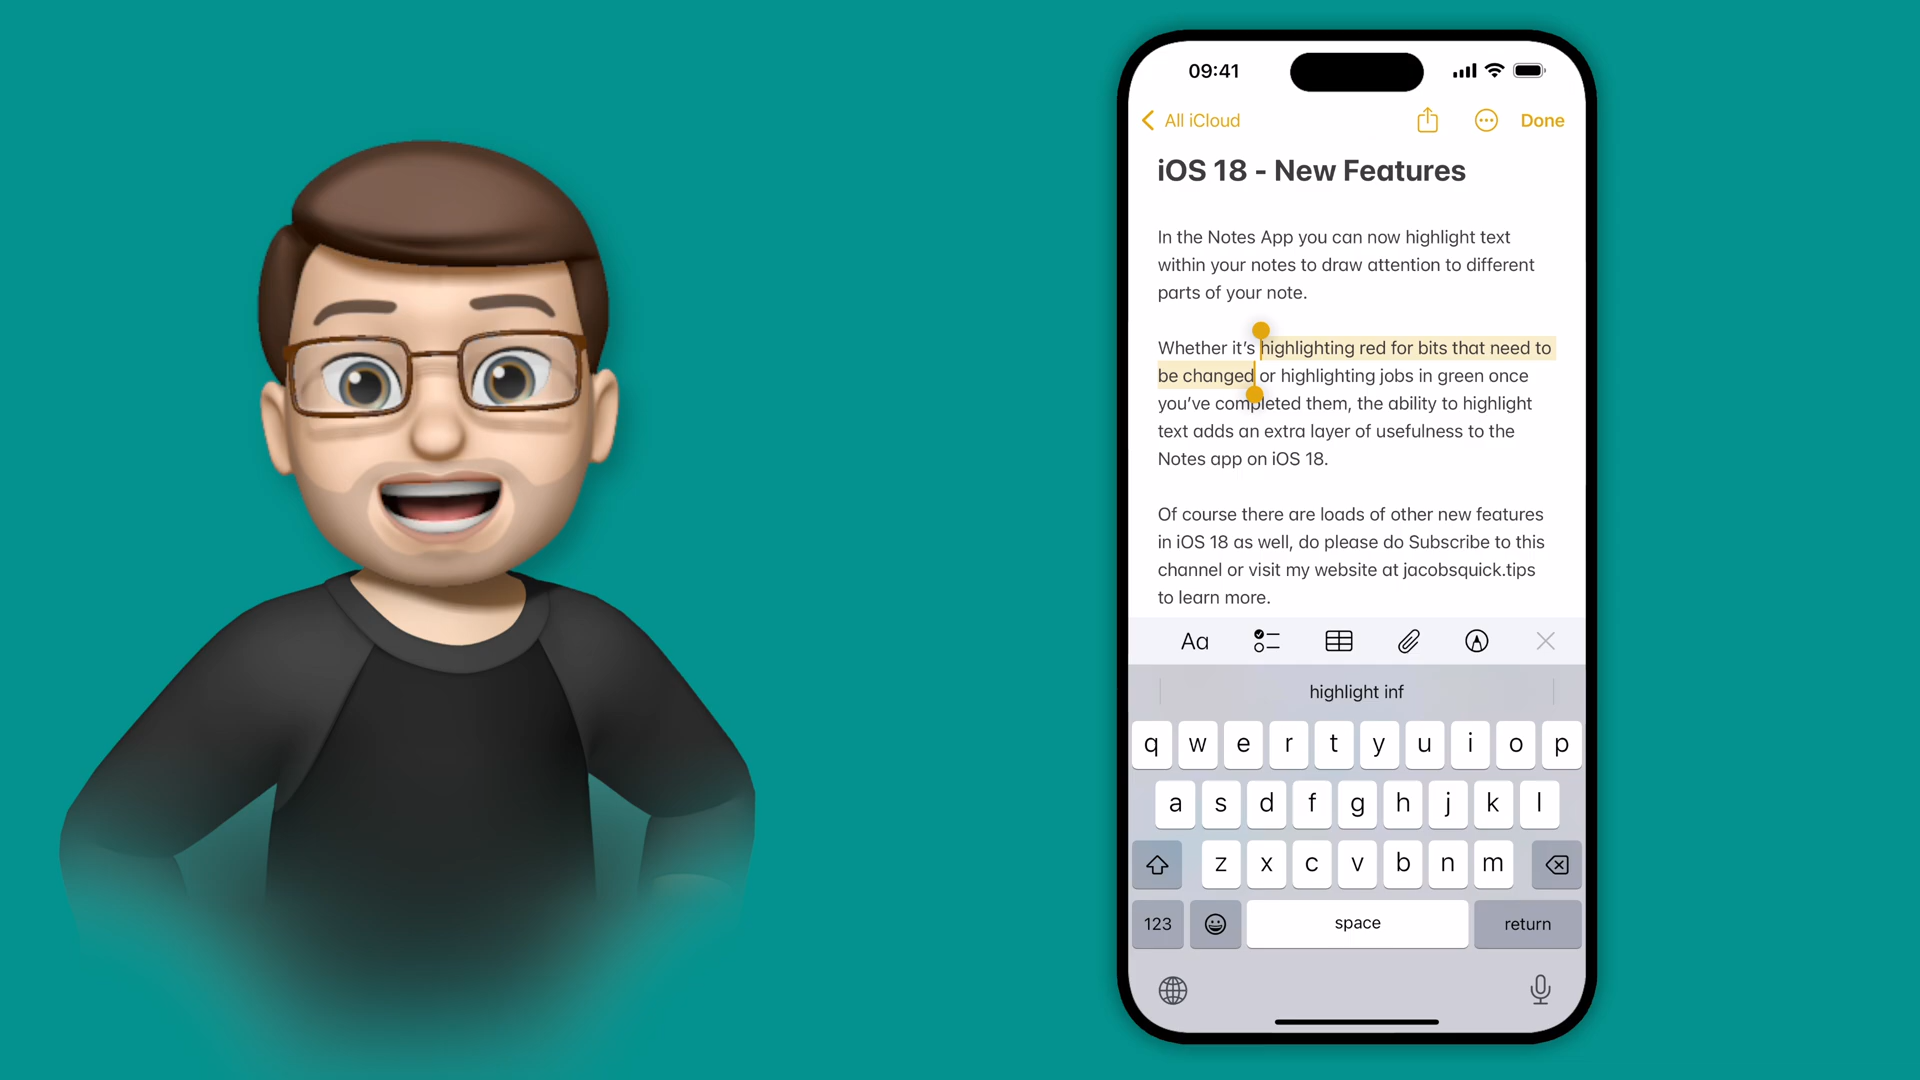 09:41
All iCloud
Done
iOS 18 - New Features
In the Notes App you can now highlight text
within your notes to draw attention to different
parts of your note.
Whether it’s highlighting red for bits that need to
be changed or highlighting jobs in green once
you’ve completed them, the ability to highlight
text adds an extra layer of usefulness to the
Notes app on iOS 18.
Of course there are loads of other new features
in iOS 18 as well, do please do Subscribe to this
channel or visit my website at jacobsquick.tips
to learn more.
Aa
highlight inf
q w e r t y u i o p
a s d f g h j k l
z x c v b n m
123 space return